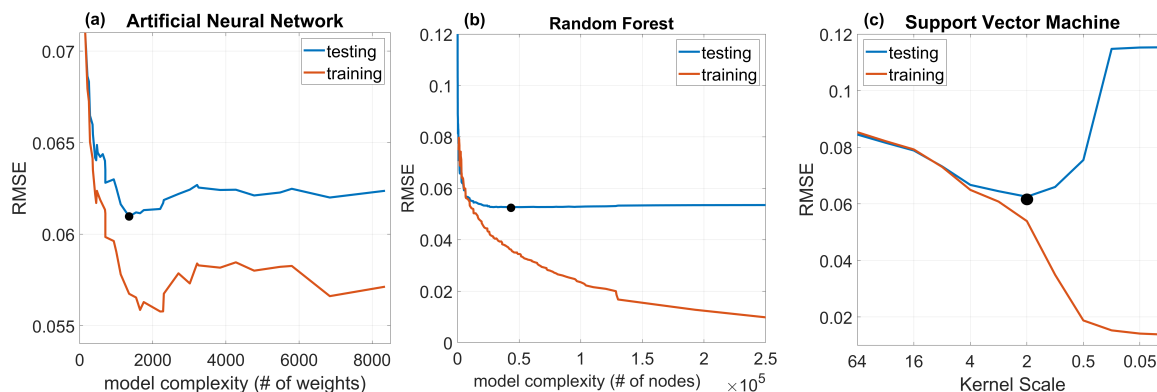 (a) Artificial Neural Network
testing
training
0.07
0.065
0.06
0.055
RMSE
0 2000 4000 6000 8000
model complexity (# of weights)
(b) Random Forest
testing
training
0.12
0.1
0.08
0.06
0.04
0.02
0
RMSE
0 0.5 1 1.5 2 2.5
model complexity (# of nodes) ×10⁵
(c) Support Vector Machine
testing
training
0.12
0.1
0.08
0.06
0.04
0.02
RMSE
64 16 4 2 0.5 0.05
Kernel Scale